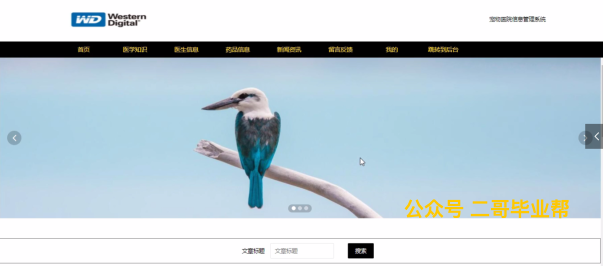 WD Western Digital
宠物医院信息管理系统
首页 医学知识 医生信息 药品信息 新闻资讯 留言反馈 我的 跳转到后台
公众号 二哥毕业帮
文章标题 文章标题 搜索